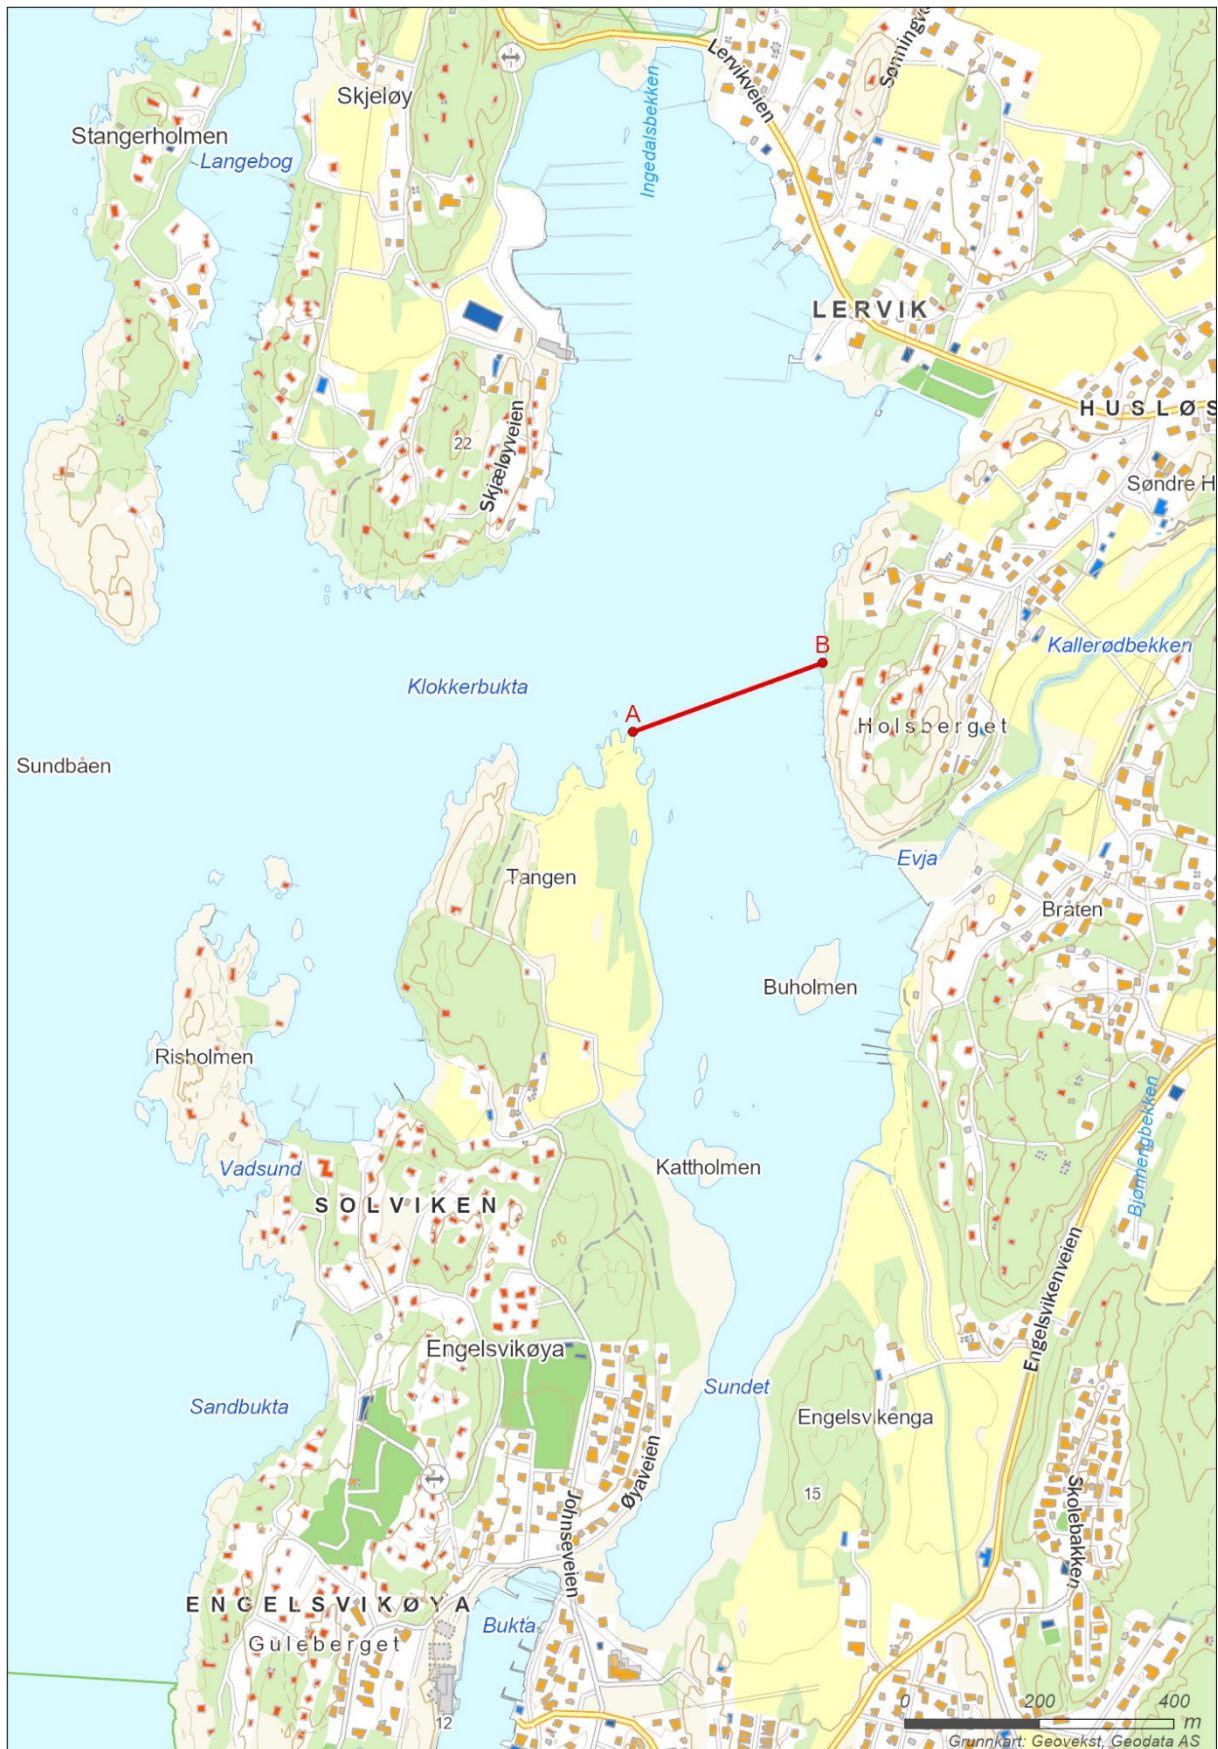 Sønningv
Lervikveien
Ingedalsbekken
Skjeløy
Stangerholmen
Langebog
LERVIK
HUSLØS
22
Skjæløyveien
Søndre H
B
Kallerødbekken
Klokkerbukta
A
Holsberget
Sundbåen
Evja
Tangen
Bråten
Buholmen
Risholmen
Vadsund
Kattholmen
Bjønnengbekken
SOLVIKEN
Engelsvikenveien
Engelsvikøya
Sundet
Sandbukta
Engelsvikenga
Øyaveien
15
Johnseveien
Skolebakken
ENGELSVIKØYA
Bukta
Guleberget
12
0 200 400
m
Grunnkart: Geovekst, Geodata AS